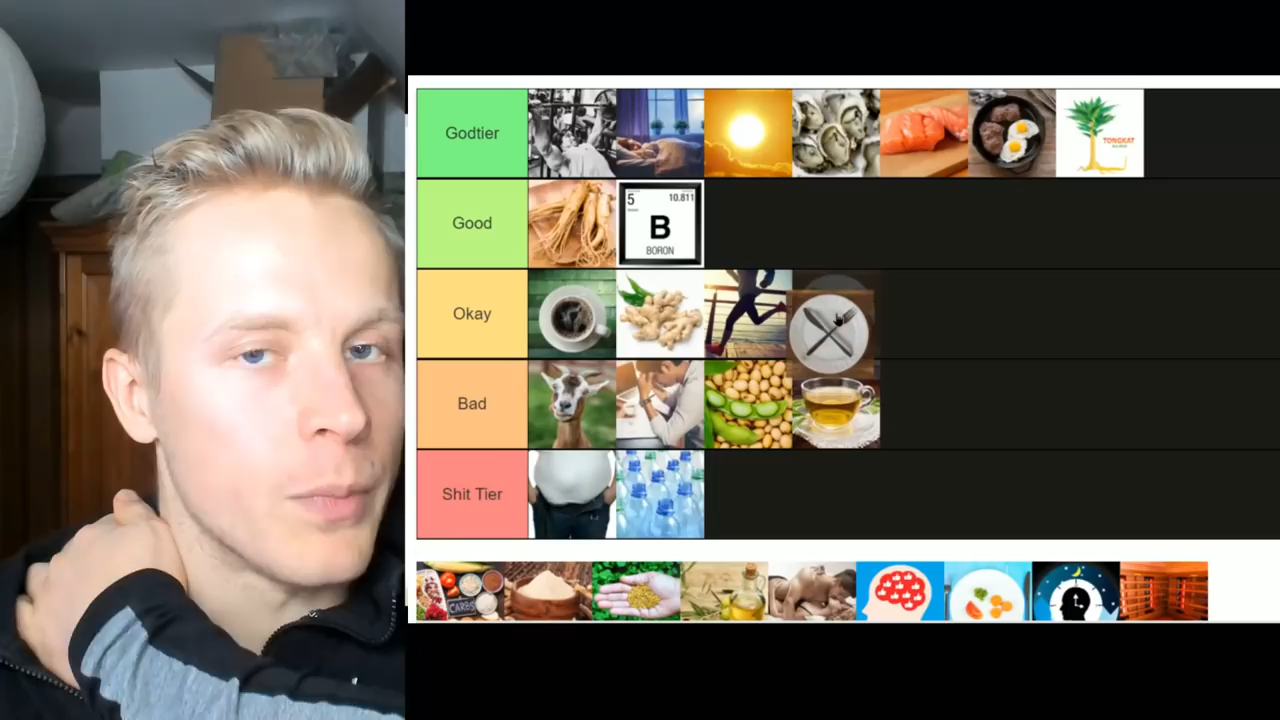 Godtier
TONGKAT
Good
5
10.811
B
BORON
Okay
Bad
Shit Tier
CARBS